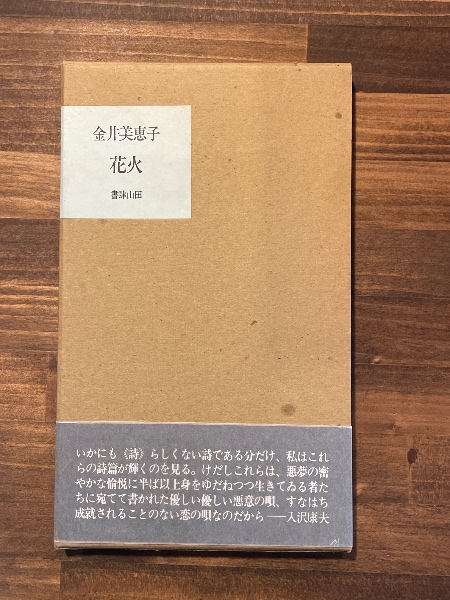 金井美恵子
花火
書肆山田
いかにも《詩》らしくない詩である分だけ、私はこれ
らの詩篇が輝くのを見る。けだしこれらは、悪夢の密
やかな愉悦に半ば以上身をゆだねつつ生きてゐる者た
ちに宛てて書かれた優しい優しい悪意の唄、すなはち
成就されることのない恋の唄なのだから──入沢康夫